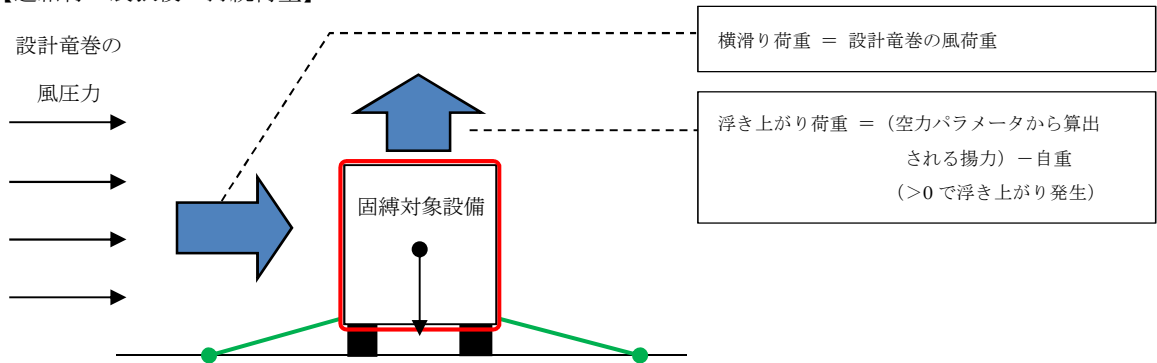 設計竜巻の
風圧力
横滑り荷重 = 設計竜巻の風荷重
浮き上がり荷重 =(空力パラメータから算出
される揚力)-自重
(>0 で浮き上がり発生)
固縛対象設備